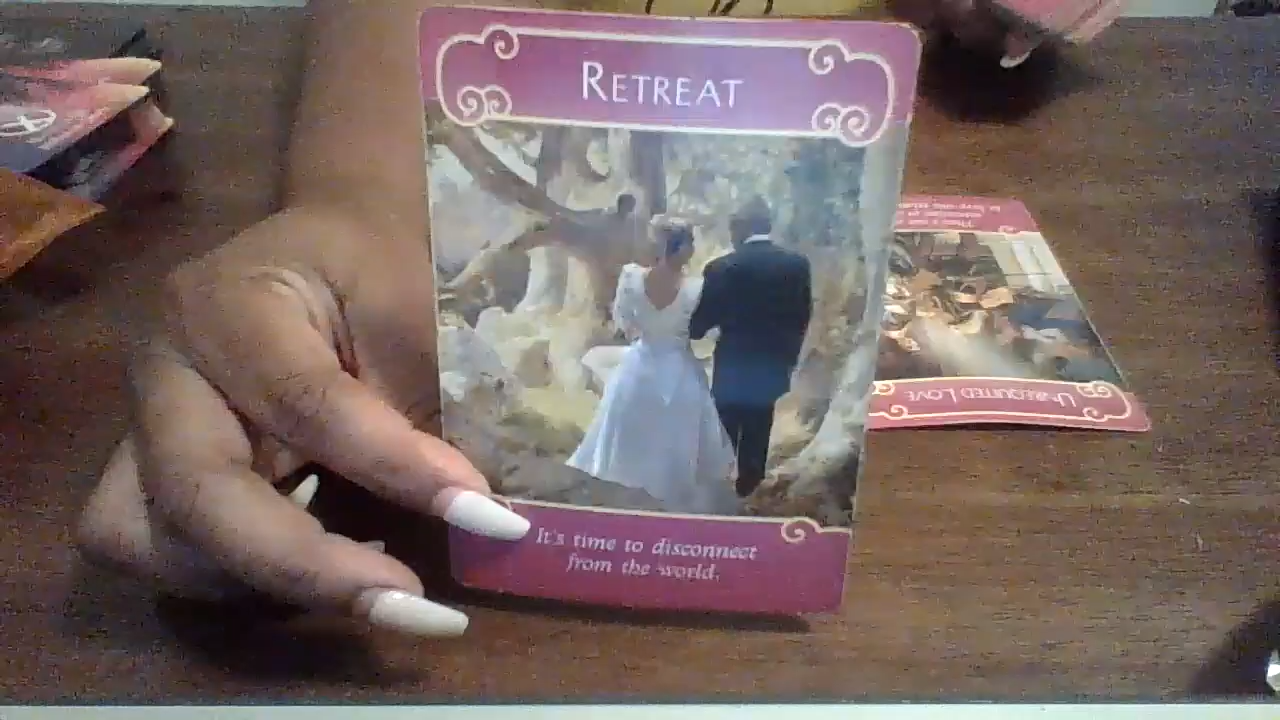 RETREAT
It's time to disconnect
from the world.
UNREQUITED LOVE